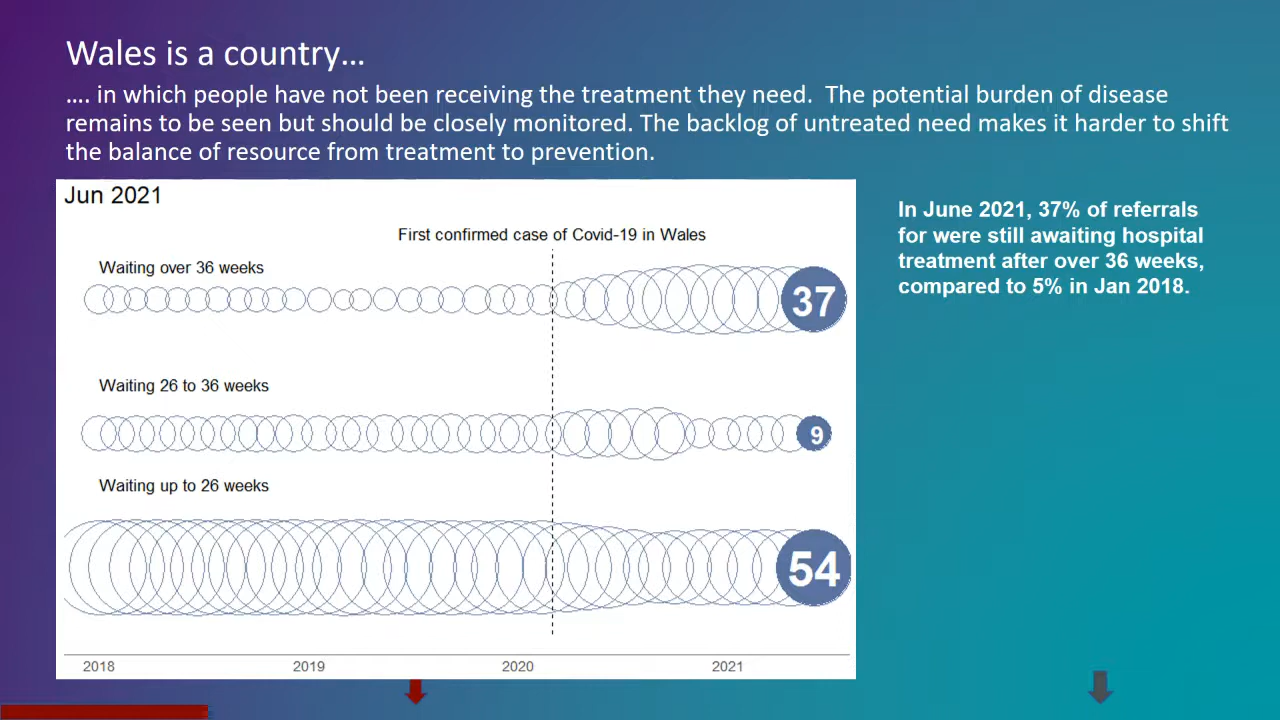 Wales is a country…
…. in which people have not been receiving the treatment they need.  The potential burden of disease
remains to be seen but should be closely monitored. The backlog of untreated need makes it harder to shift
the balance of resource from treatment to prevention.
Jun 2021
First confirmed case of Covid-19 in Wales
Waiting over 36 weeks
37
Waiting 26 to 36 weeks
9
Waiting up to 26 weeks
54
2018 2019 2020 2021
In June 2021, 37% of referrals
for were still awaiting hospital
treatment after over 36 weeks,
compared to 5% in Jan 2018.